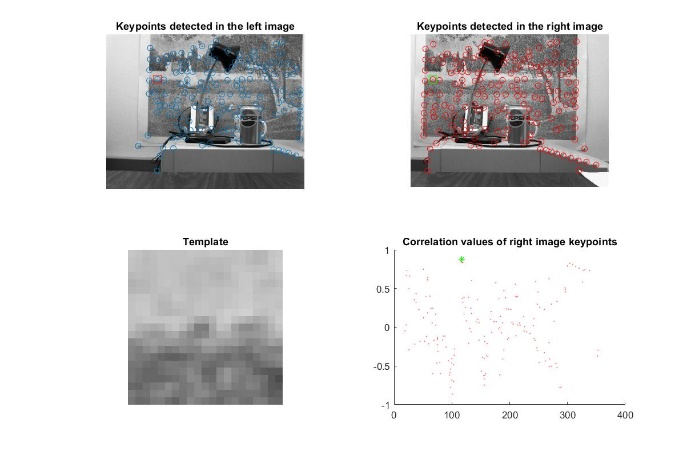 Keypoints detected in the left image
Keypoints detected in the right image
Template
Correlation values of right image keypoints
1
0.5
0
-0.5
-1
0
100
200
300
400